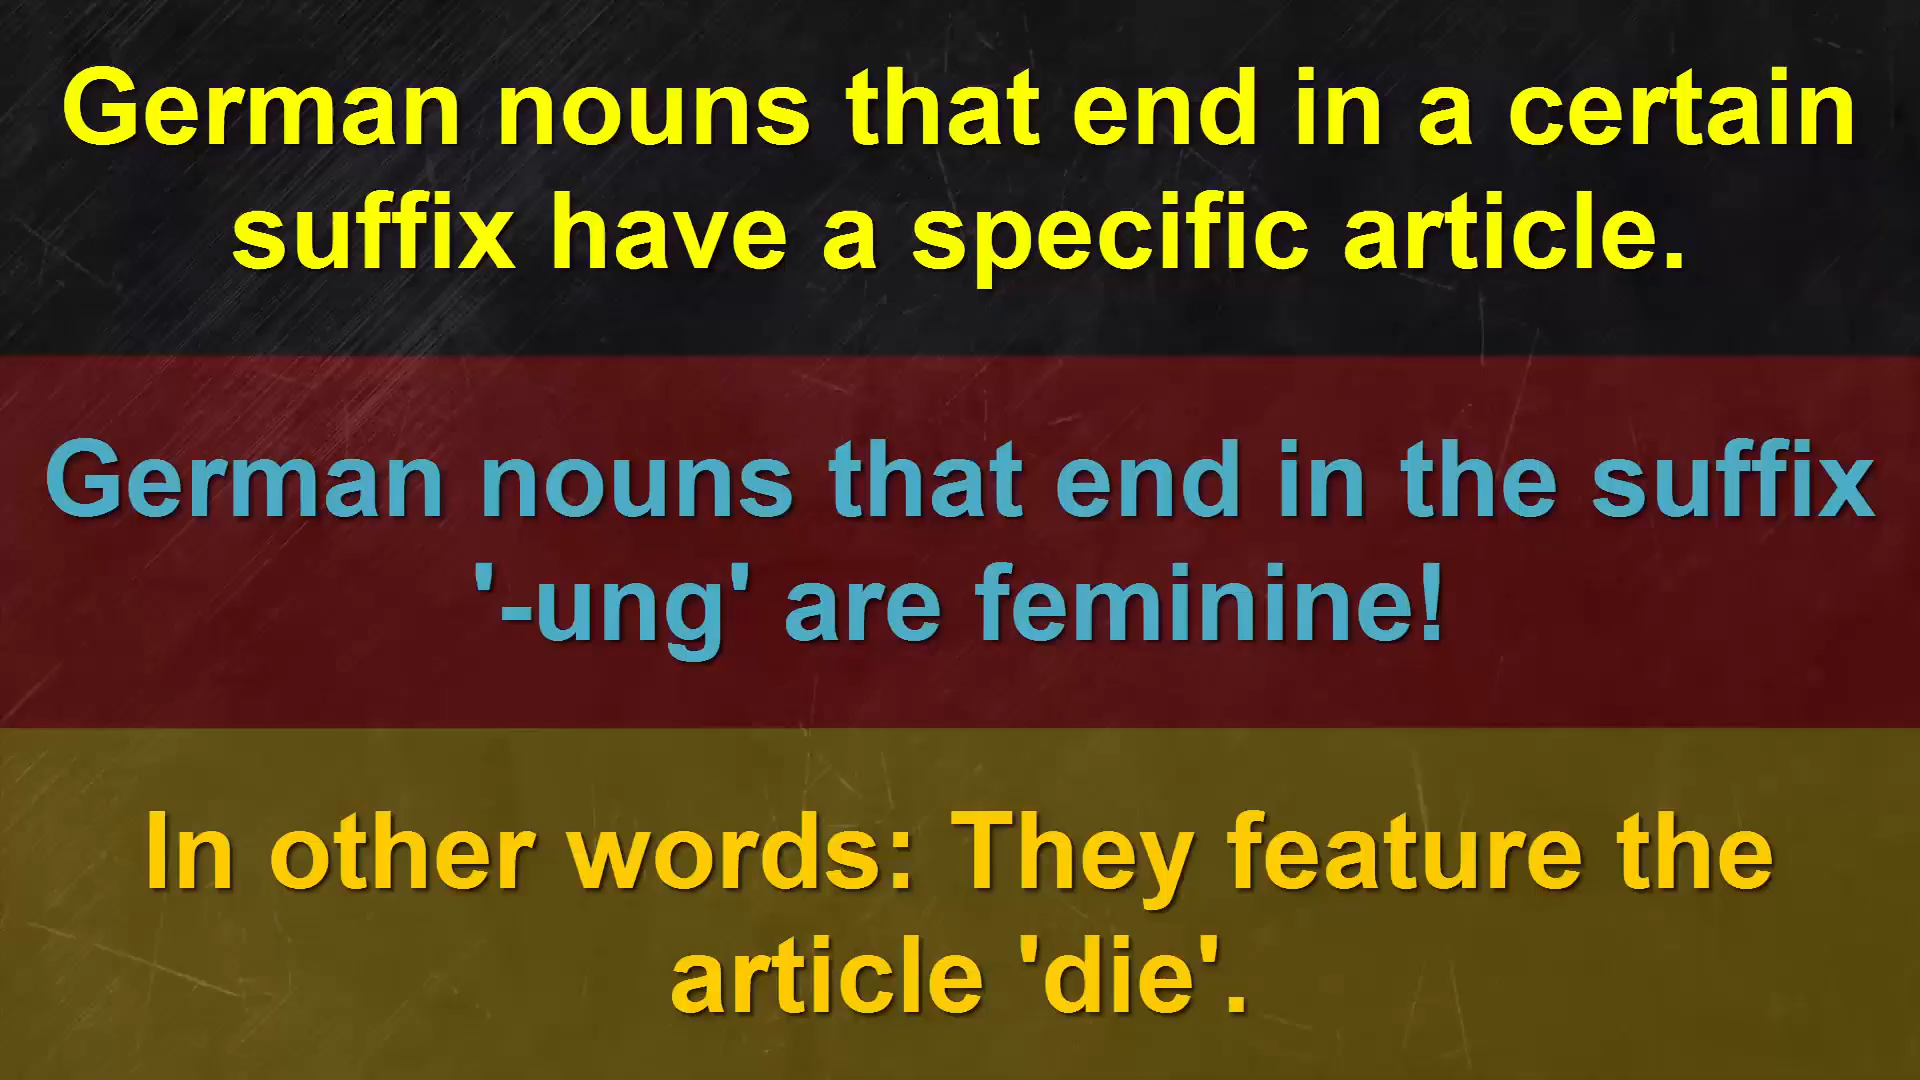 German nouns that end in a certain
suffix have a specific article.
German nouns that end in the suffix
'-ung' are feminine!
In other words: They feature the
article 'die'.